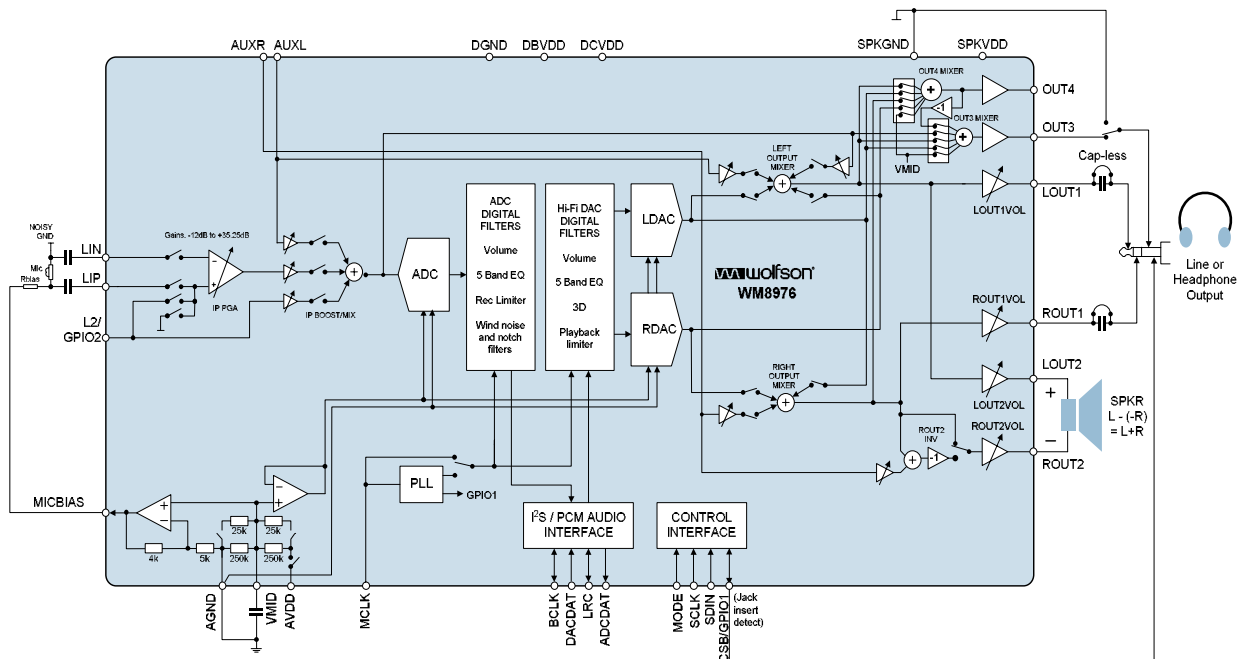 AUXR
AUXL
DGND
DBVDD
DCVDD
SPKGND
SPKVDD
OUT4 MIXER
+
OUT4
-1
OUT3 MIXER
+
OUT3
VMID
Cap-less
LEFT
OUTPUT
MIXER
+
LOUT1
LOUT1VOL
NOISY
GND
Mic
Rbias
LIN
LIP
L2/
GPIO2
Gains. -12dB to +35.25dB
−
+
IP PGA
+
IP BOOST/MIX
ADC
ADC
DIGITAL
FILTERS
Volume
5 Band EQ
Rec Limiter
Wind noise
and notch
filters
Hi-Fi DAC
DIGITAL
FILTERS
Volume
5 Band EQ
3D
Playback
limiter
LDAC
RDAC
wolfson®
WM8976
Line or
Headphone
Output
ROUT1VOL
ROUT1
RIGHT
OUTPUT
MIXER
+
LOUT2
LOUT2VOL
ROUT2
INV
+
-1
ROUT2VOL
ROUT2
+
−
SPKR
L - (-R)
= L+R
PLL
GPIO1
MICBIAS
+
−
−
+
25k
25k
4k
5k
250k
250k
I²S / PCM AUDIO
INTERFACE
CONTROL
INTERFACE
AGND
VMID
AVDD
MCLK
BCLK
DACDAT
LRC
ADCDAT
MODE
SCLK
SDIN
CSB/GPIO1
(Jack
insert
detect)